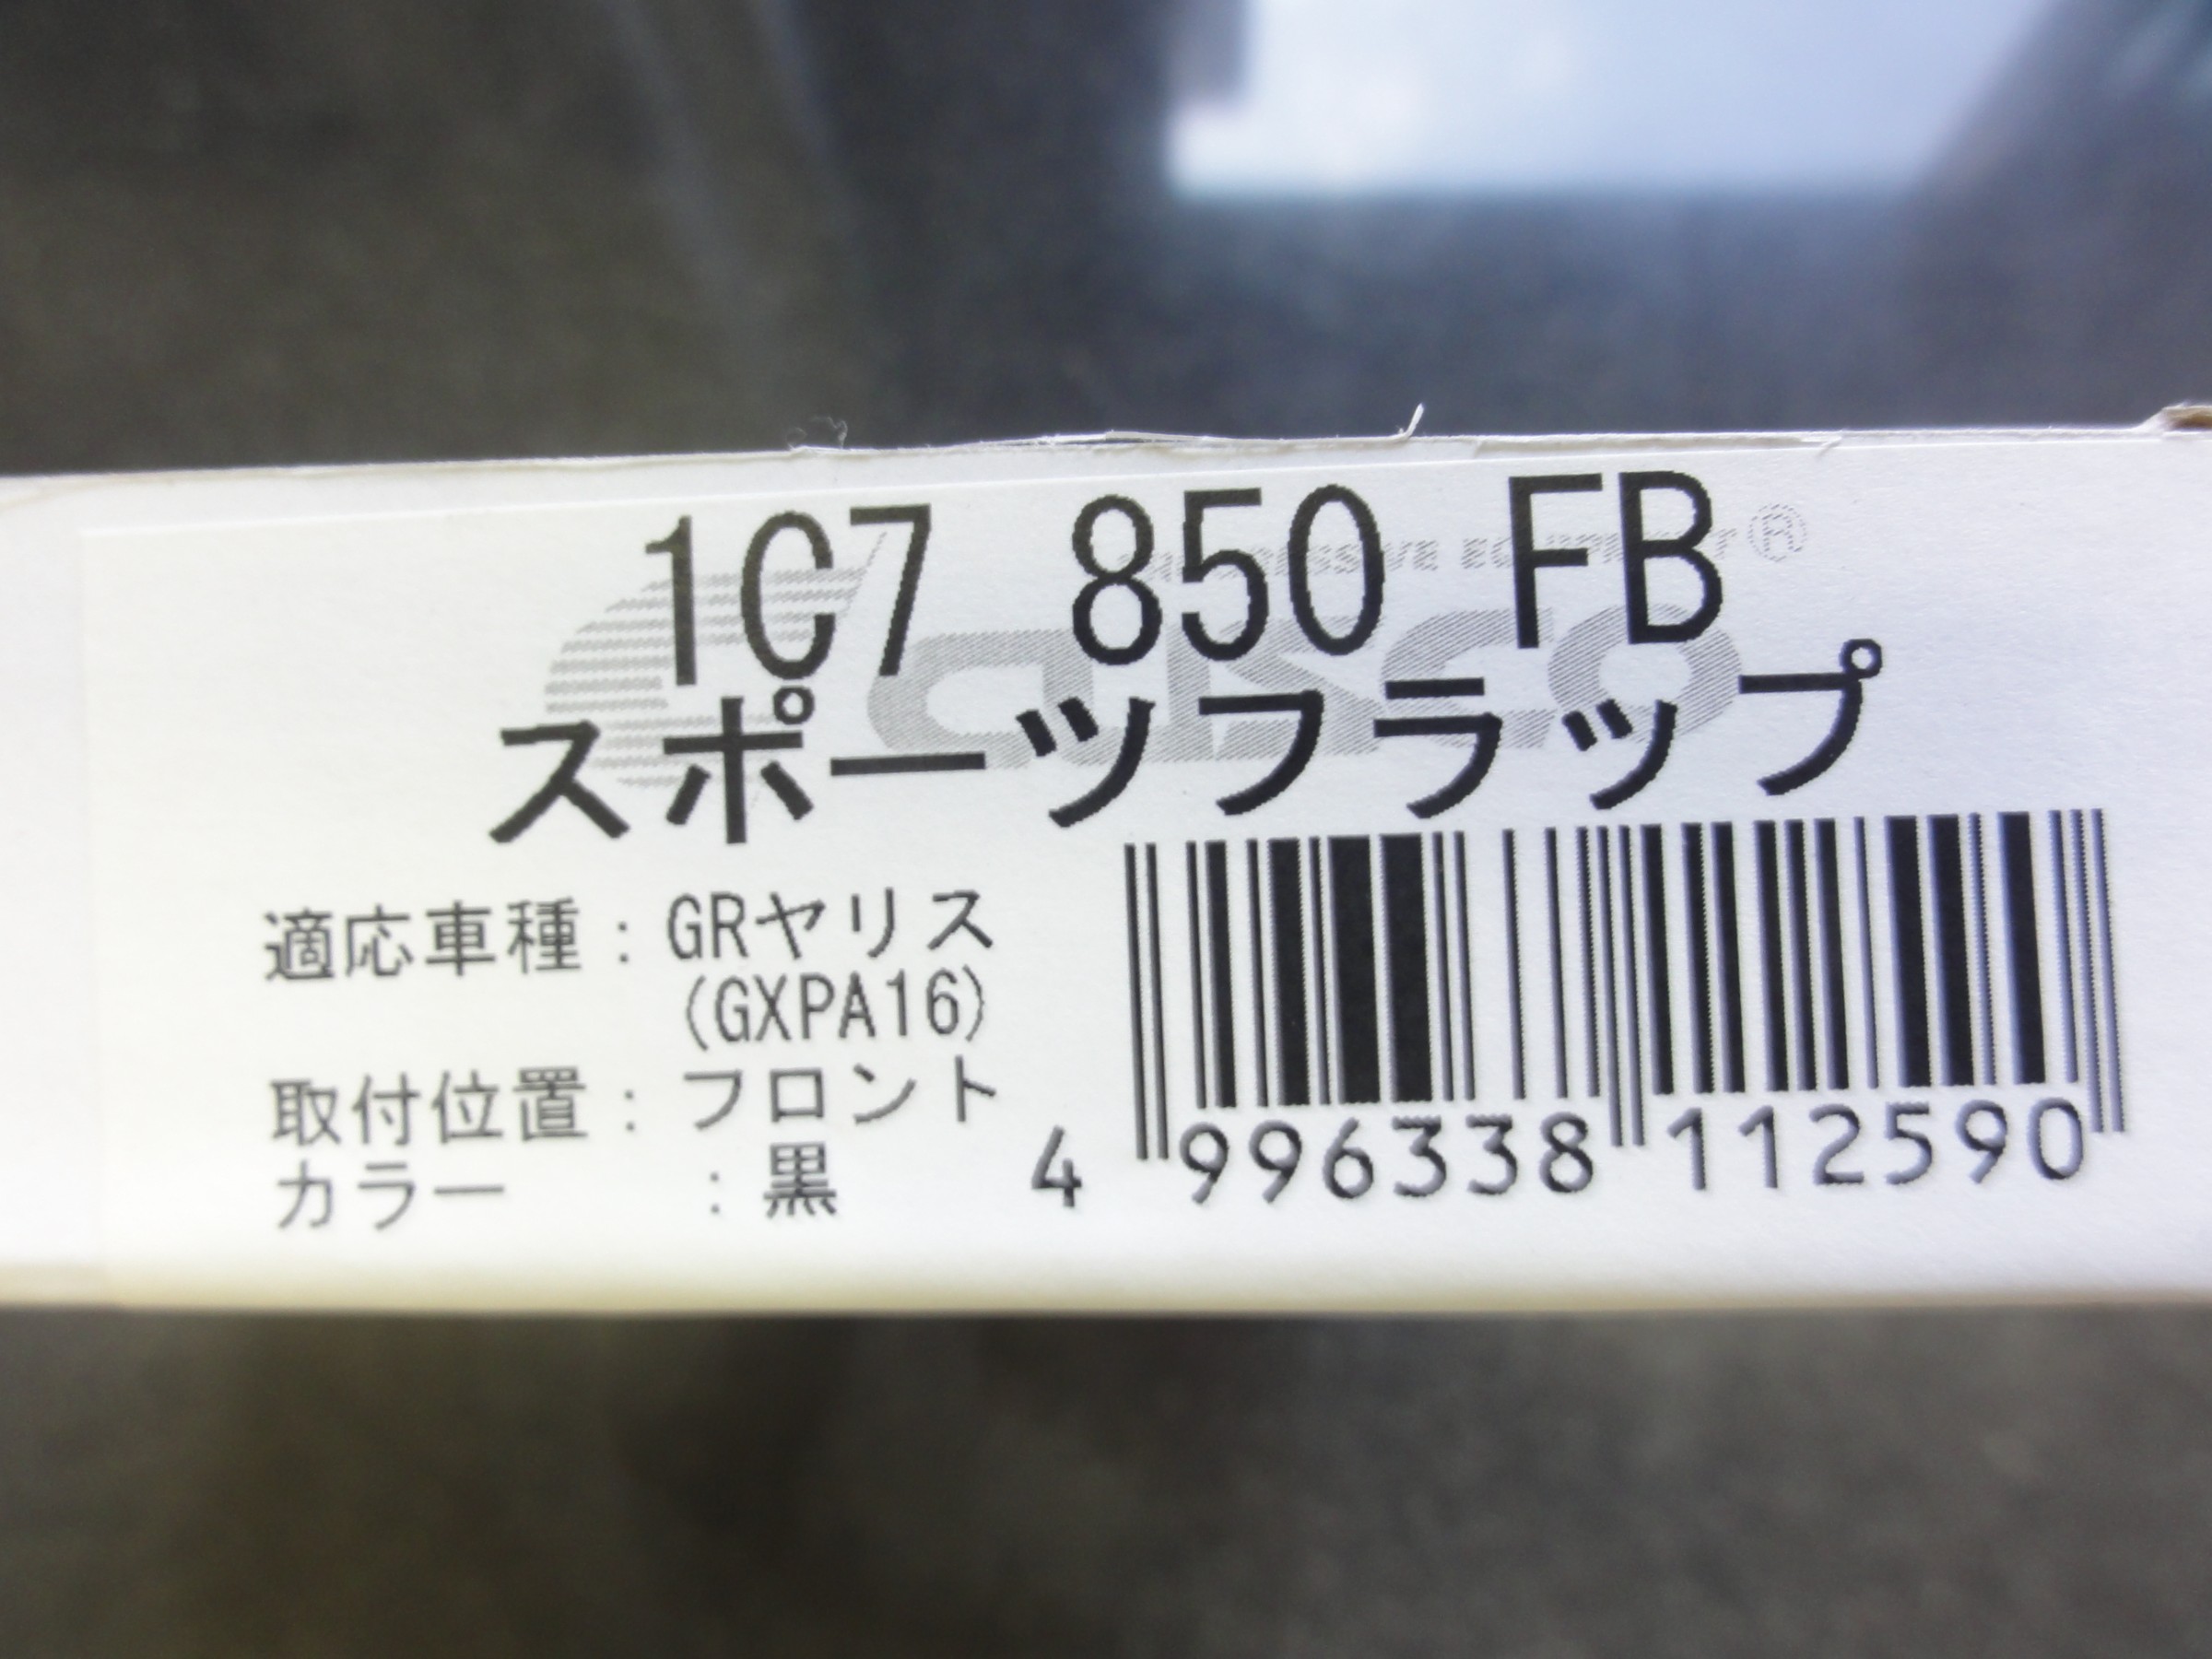 1C7 850 FB
スポーツフラップ
適応車種：GRヤリス
(GXPA16)
取付位置：フロント
カラー　　：黒
4 996338 112590